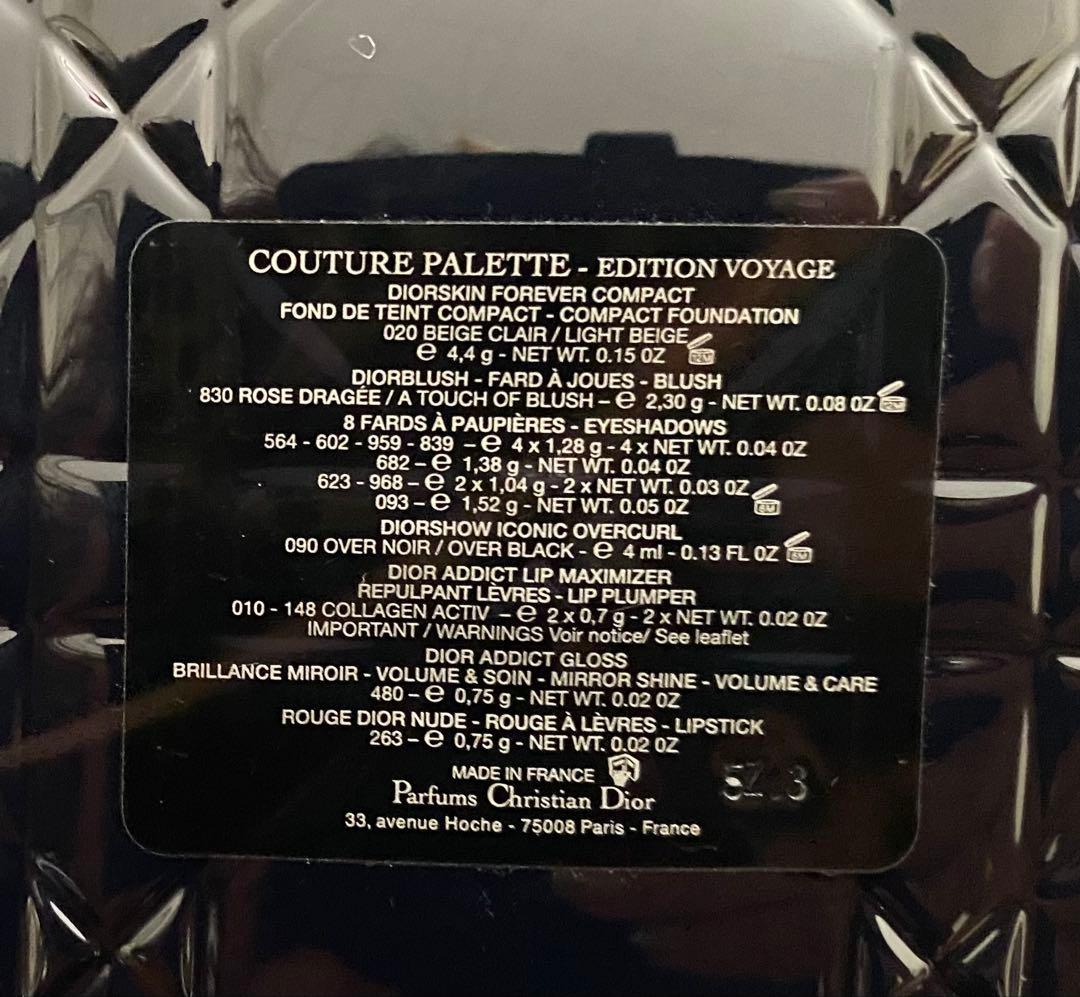 COUTURE PALETTE - EDITION VOYAGE
DIORSKIN FOREVER COMPACT
FOND DE TEINT COMPACT - COMPACT FOUNDATION
020 BEIGE CLAIR / LIGHT BEIGE
℮ 4,4 g - NET WT. 0.15 OZ
DIORBLUSH - FARD À JOUES - BLUSH
830 ROSE DRAGÉE / A TOUCH OF BLUSH – ℮ 2,30 g - NET WT. 0.08 OZ
8 FARDS À PAUPIÈRES - EYESHADOWS
564 - 602 - 959 - 839 – ℮ 4 x 1,28 g - 4 x NET WT. 0.04 OZ
682 – ℮ 1,38 g - NET WT. 0.04 OZ
623 - 968 – ℮ 2 x 1,04 g - 2 x NET WT. 0.03 OZ
093 – ℮ 1,52 g - NET WT. 0.05 OZ 6M
DIORSHOW ICONIC OVERCURL
090 OVER NOIR / OVER BLACK - ℮ 4 ml - 0.13 FL OZ 6M
DIOR ADDICT LIP MAXIMIZER
REPULPANT LÈVRES - LIP PLUMPER
010 - 148 COLLAGEN ACTIV – ℮ 2 x 0,7 g - 2 x NET WT. 0.02 OZ
IMPORTANT / WARNINGS Voir notice/ See leaflet
DIOR ADDICT GLOSS
BRILLANCE MIROIR - VOLUME & SOIN - MIRROR SHINE - VOLUME & CARE
480 – ℮ 0,75 g - NET WT. 0.02 OZ
ROUGE DIOR NUDE - ROUGE À LÈVRES - LIPSTICK
263 – ℮ 0,75 g - NET WT. 0.02 OZ
MADE IN FRANCE
Parfums Christian Dior
33, avenue Hoche - 75008 Paris - France